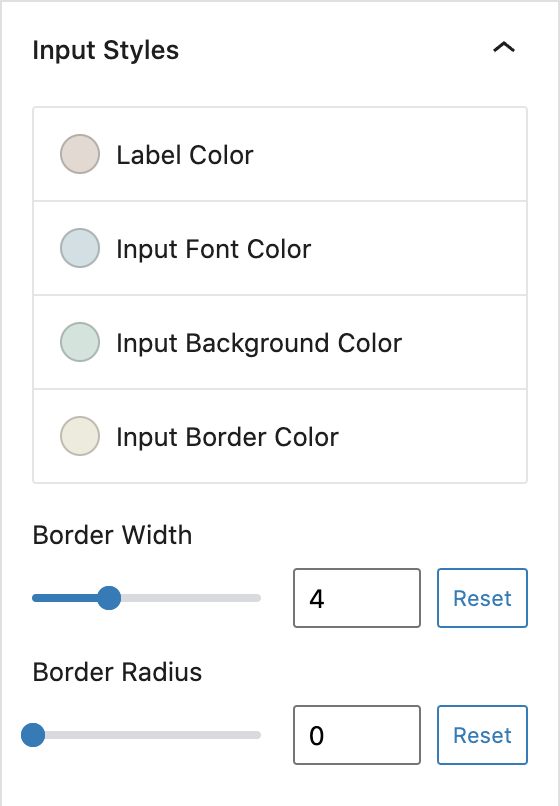 Input Styles
Label Color
Input Font Color
Input Background Color
Input Border Color
Border Width
4
Reset
Border Radius
0
Reset